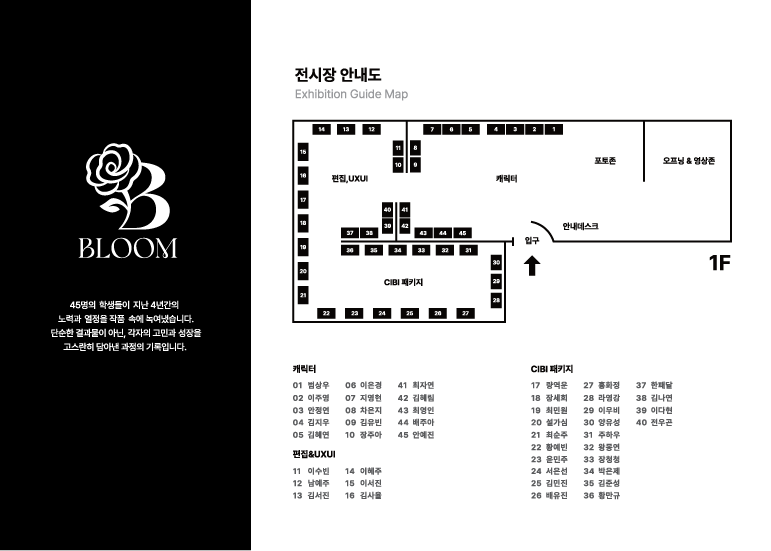 BLOOM
45명의 학생들이 지난 4년간의
노력과 열정을 작품 속에 녹여냈습니다.
단순한 결과물이 아닌, 각자의 고민과 성장을
고스란히 담아낸 과정의 기록입니다.
전시장 안내도
Exhibition Guide Map
14 13 12 7 6 5 4 3 2 1
15 11 8
10 9
16 편집,UXUI 캐릭터 포토존 오프닝 & 영상존
17
40 41
18 39 42 안내데스크
37 38 43 44 45 입구
19 36 35 34 33 32 31
20 30 1F
CIBI 패키지 29
21 28
22 23 24 25 26 27
캐릭터
01 범상우 06 이은경 41 최자연
02 이주영 07 지영현 42 김혜림
03 안정연 08 차은지 43 최영인
04 김지우 09 김유빈 44 배주아
05 김혜연 10 장주아 45 안예진
편집&UXUI
11 이수빈 14 이혜주
12 남예주 15 이서진
13 김서진 16 김사율
CIBI 패키지
17 량역운 27 홍화정 37 한패달
18 장세희 28 라영강 38 김나연
19 최민원 29 이우비 39 이다현
20 설가심 30 양유성 40 전우곤
21 최순주 31 주하우
22 황예빈 32 왕몽연
23 윤민주 33 장청청
24 서은선 34 박은제
25 김민진 35 김준성
26 배유진 36 황만규